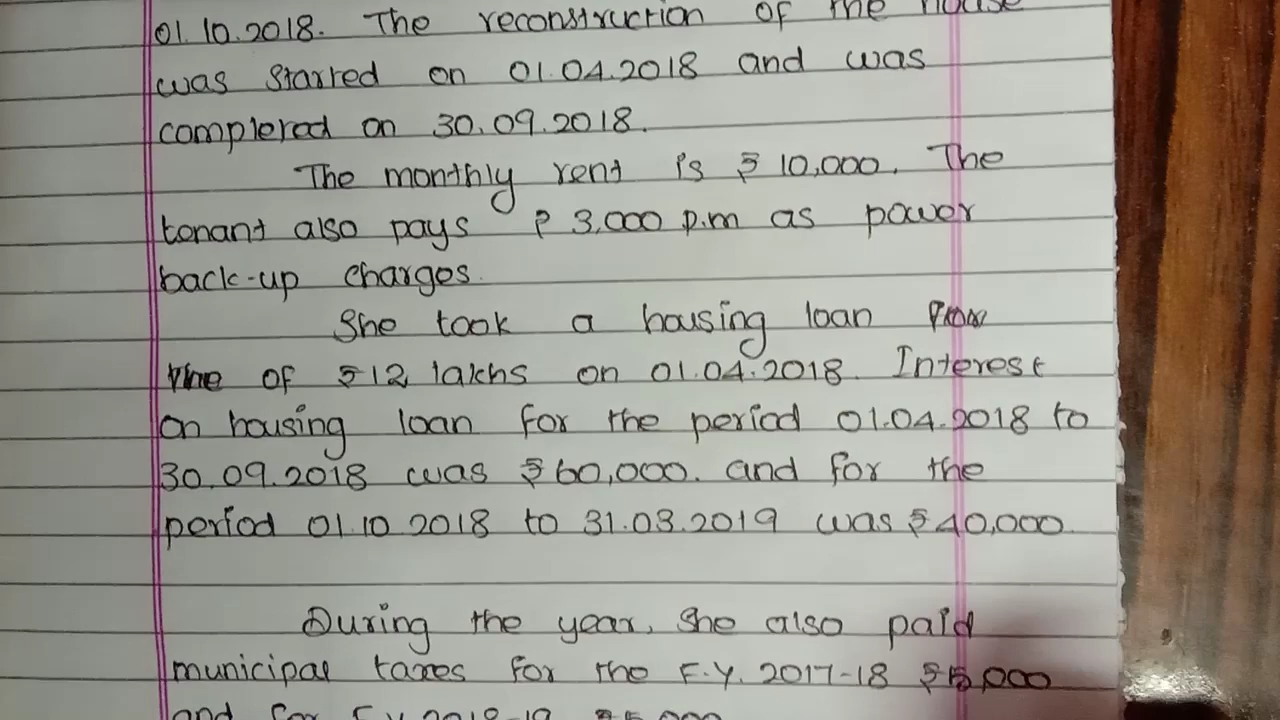 01.10.2018. The reconstruction of the house
was started on 01.04.2018 and was
completed on 30.09.2018.
The monthly rent is ₹ 10,000. The
tenant also pays ₹ 3,000 p.m as power
back-up charges.
She took a housing loan
of ₹ 12 lakhs on 01.04.2018. Interest
on housing loan for the period 01.04.2018 to
30.09.2018 was ₹60,000. and for the
period 01.10 2018 to 31.03.2019 was ₹ 40,000.
During the year, She also paid
municipal taxes for the F.Y. 2017-18
and for F.Y 2018-19